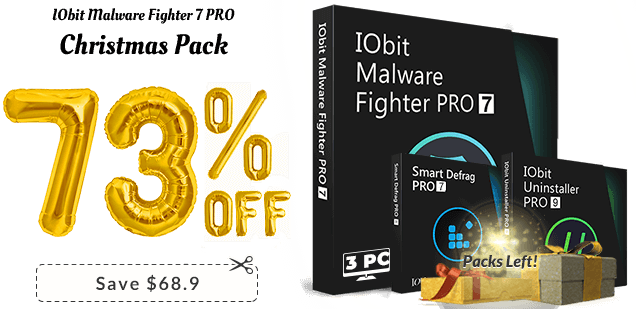 IObit Malware Fighter 7 PRO
Christmas Pack
73% OFF
Save $68.9
IObit
Malware
Fighter PRO 7
IObit Malware Fighter PRO 7
3 PC
Smart Defrag
PRO 7
Smart Defrag PRO 7
IObit
Uninstaller
PRO 9
IObit Uninstaller PRO 9
Packs Left!